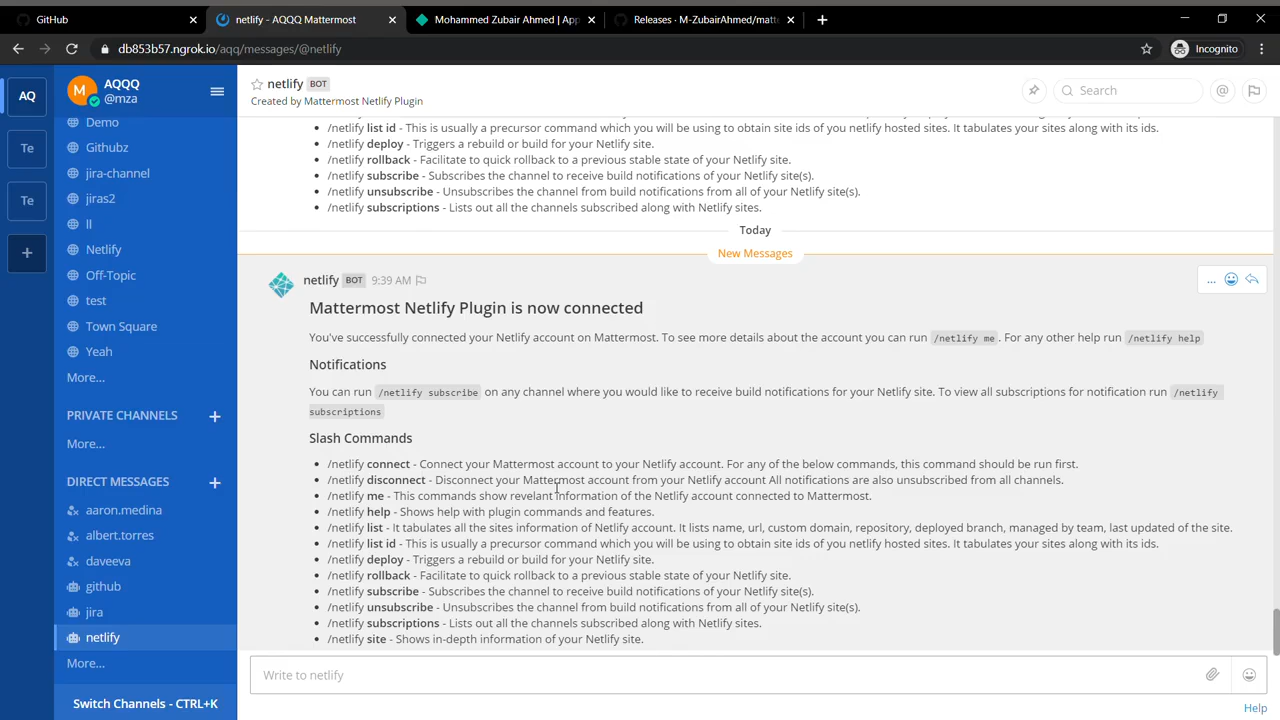 GitHub
netlify - AQQQ Mattermost
Mohammed Zubair Ahmed | App
Releases · M-ZubairAhmed/matte
db853b57.ngrok.io/aqq/messages/@netlify
Incognito
AQ
Te
Te
M
AQQQ
@mza
Demo
Githubz
jira-channel
jiras2
ll
Netlify
Off-Topic
test
Town Square
Yeah
More...
PRIVATE CHANNELS
More...
DIRECT MESSAGES
aaron.medina
albert.torres
daveeva
github
jira
netlify
More...
Switch Channels - CTRL+K
netlify BOT
Created by Mattermost Netlify Plugin
Search
/netlify list id - This is usually a precursor command which you will be using to obtain site ids of you netlify hosted sites. It tabulates your sites along with its ids.
/netlify deploy - Triggers a rebuild or build for your Netlify site.
/netlify rollback - Facilitate to quick rollback to a previous stable state of your Netlify site.
/netlify subscribe - Subscribes the channel to receive build notifications of your Netlify site(s).
/netlify unsubscribe - Unsubscribes the channel from build notifications from all of your Netlify site(s).
/netlify subscriptions - Lists out all the channels subscribed along with Netlify sites.
Today
New Messages
netlify BOT 9:39 AM
Mattermost Netlify Plugin is now connected
You've successfully connected your Netlify account on Mattermost. To see more details about the account you can run /netlify me . For any other help run /netlify help
Notifications
You can run /netlify subscribe on any channel where you would like to receive build notifications for your Netlify site. To view all subscriptions for notification run /netlify
subscriptions
Slash Commands
/netlify connect - Connect your Mattermost account to your Netlify account. For any of the below commands, this command should be run first.
/netlify disconnect - Disconnect your Mattermost account from your Netlify account All notifications are also unsubscribed from all channels.
/netlify me - This commands show revelant information of the Netlify account connected to Mattermost.
/netlify help - Shows help with plugin commands and features.
/netlify list - It tabulates all the sites information of Netlify account. It lists name, url, custom domain, repository, deployed branch, managed by team, last updated of the site.
/netlify list id - This is usually a precursor command which you will be using to obtain site ids of you netlify hosted sites. It tabulates your sites along with its ids.
/netlify deploy - Triggers a rebuild or build for your Netlify site.
/netlify rollback - Facilitate to quick rollback to a previous stable state of your Netlify site.
/netlify subscribe - Subscribes the channel to receive build notifications of your Netlify site(s).
/netlify unsubscribe - Unsubscribes the channel from build notifications from all of your Netlify site(s).
/netlify subscriptions - Lists out all the channels subscribed along with Netlify sites.
/netlify site - Shows in-depth information of your Netlify site.
Write to netlify
Help